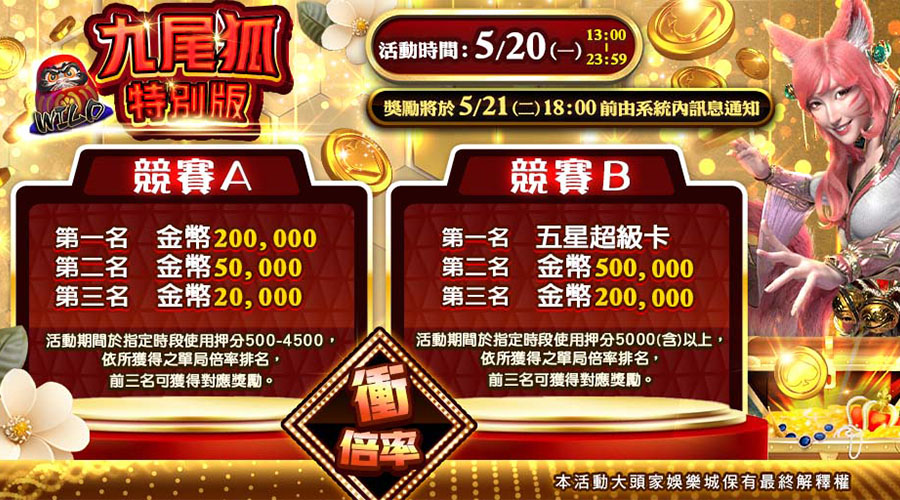 九尾狐
特別版
WILD
活動時間：5/20(一) 13:00-23:59
獎勵將於5/21(二)18:00前由系統內訊息通知
競賽A
第一名 金幣200,000
第二名 金幣50,000
第三名 金幣20,000
活動期間於指定時段使用押分500-4500，
依所獲得之單局倍率排名，
前三名可獲得對應獎勵。
競賽B
第一名 五星超級卡
第二名 金幣500,000
第三名 金幣200,000
活動期間於指定時段使用押分5000(含)以上，
依所獲得之單局倍率排名，
前三名可獲得對應獎勵。
衝
倍率
本活動大頭家娛樂城保有最終解釋權